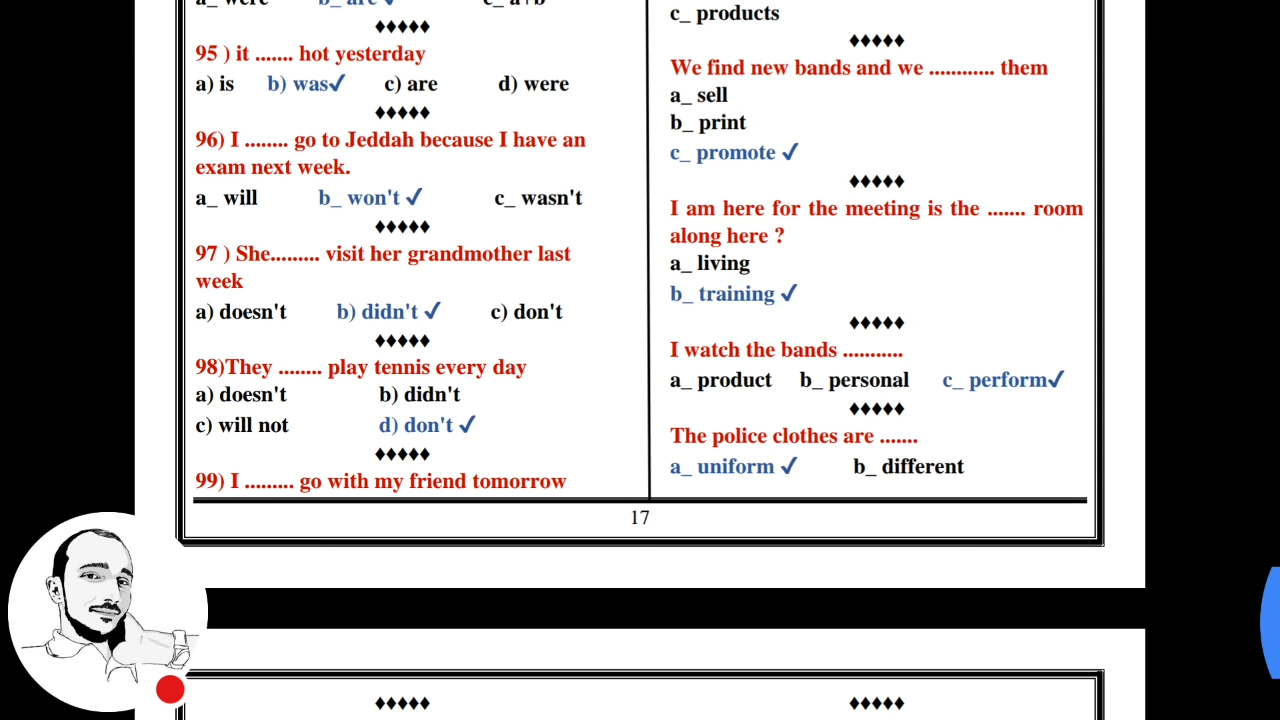 a_ were b_ are ✓ c_ a+b
♦♦♦♦♦
95 ) it ....... hot yesterday
a) is b) was✓ c) are d) were
♦♦♦♦♦
96) I ........ go to Jeddah because I have an
exam next week.
a_ will b_ won't ✓ c_ wasn't
♦♦♦♦♦
97 ) She......... visit her grandmother last
week
a) doesn't b) didn't ✓ c) don't
♦♦♦♦♦
98)They ........ play tennis every day
a) doesn't b) didn't
c) will not d) don't ✓
♦♦♦♦♦
99) I ......... go with my friend tomorrow
c_ products
♦♦♦♦♦
We find new bands and we ............ them
a_ sell
b_ print
c_ promote ✓
♦♦♦♦♦
I am here for the meeting is the ....... room
along here ?
a_ living
b_ training ✓
♦♦♦♦♦
I watch the bands ...........
a_ product b_ personal c_ perform✓
♦♦♦♦♦
The police clothes are .......
a_ uniform ✓ b_ different
17
♦♦♦♦♦ ♦♦♦♦♦